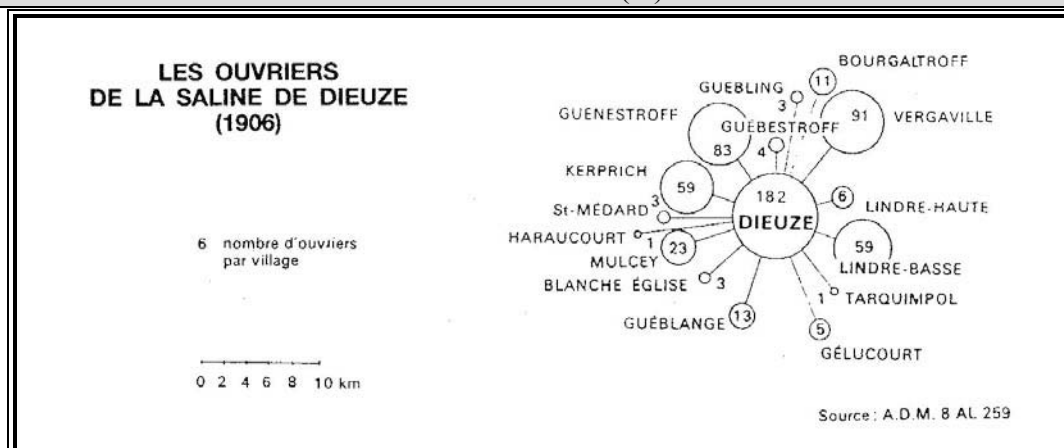 LES OUVRIERS
DE LA SALINE DE DIEUZE
(1906)
6 nombre d'ouvriers
par village
0 2 4 6 8 10 km
BOURGALTROFF
11
GUEBLING
3
GUENESTROFF
83
GUÉBESTROFF
4
91
VERGAVILLE
KERPRICH
59
182
DIEUZE
St-MÉDARD
3
6
LINDRE-HAUTE
HARAUCOURT
1
59
LINDRE-BASSE
MULCEY
23
BLANCHE ÉGLISE
3
1
TARQUIMPOL
GUÉBLANGE
13
5
GÉLUCOURT
Source : A.D.M. 8 AL 259